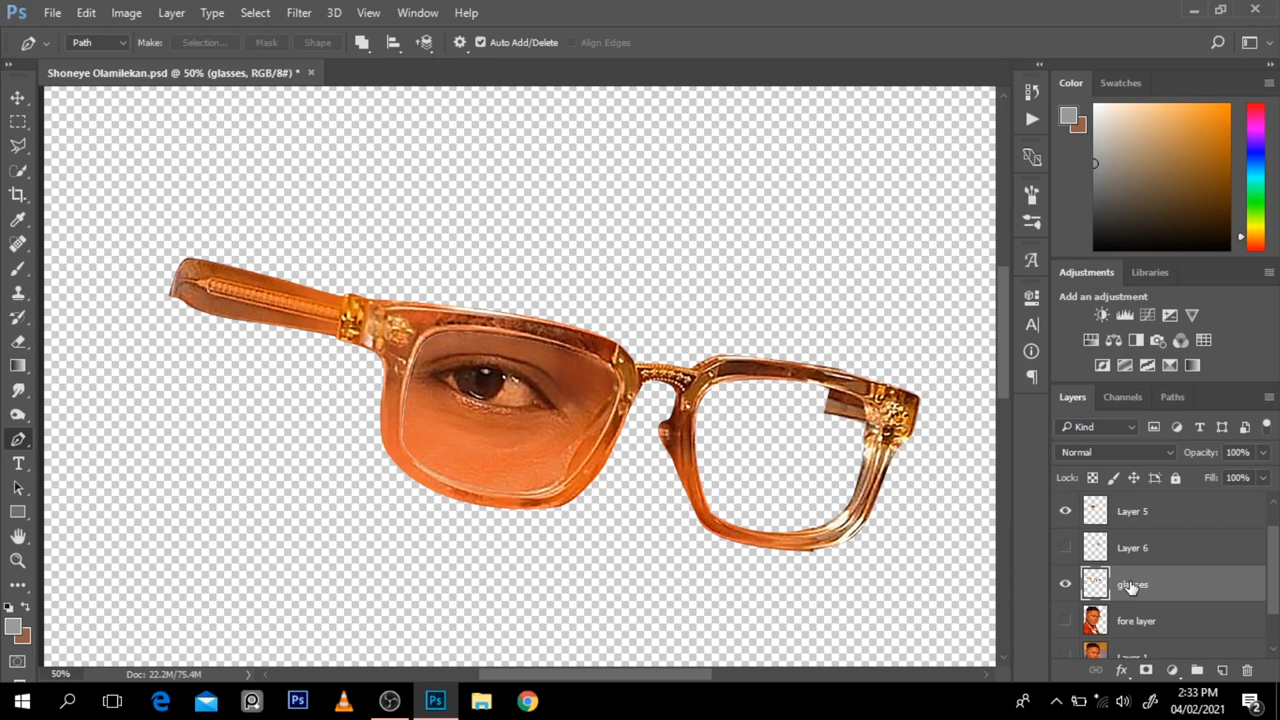 Ps File Edit Image Layer Type Select Filter 3D View Window Help
Path Make: Selection... Mask Shape Auto Add/Delete Align Edges
Shoneye Olamilekan.psd @ 50% (glasses, RGB/8#) *
Color Swatches
Adjustments Libraries
Add an adjustment
Layers Channels Paths
Kind
Normal Opacity: 100%
Lock: Fill: 100%
Layer 5
Layer 6
glasses
fore layer
Layer 1
50% Doc: 22.2M/75.4M
2:33 PM
04/02/2021
2